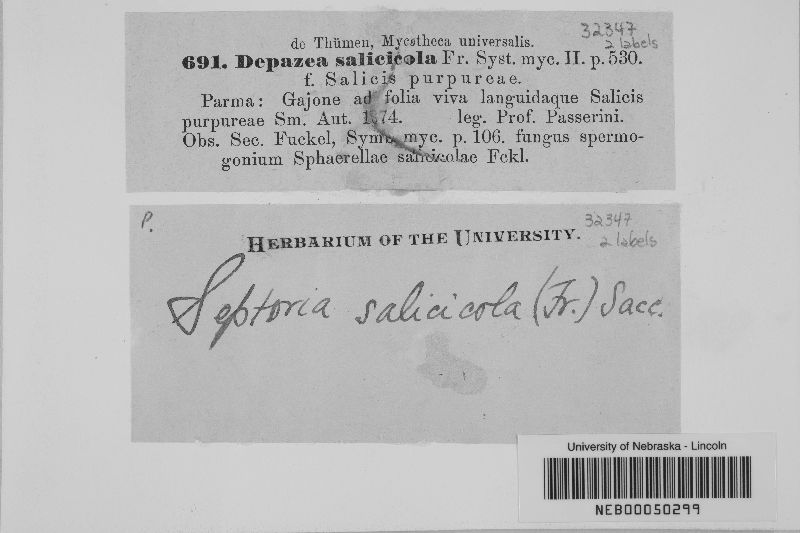 32347
2 labels
de Thümen, Mycotheca universalis.
691. Depazea salicicola Fr. Syst. myc. II. p. 530.
f. Salicis purpureae.
Parma: Gajone ad folia viva languidaque Salicis
purpureae Sm. Aut. 1874. leg. Prof. Passerini.
Obs. Sec. Fuckel, Symb. myc. p. 106. fungus spermo-
gonium Sphaerellae salicicolae Fckl.
P.
32347
2 labels
HERBARIUM OF THE UNIVERSITY.
Septoria salicicola (Fr.) Sacc.
University of Nebraska - Lincoln
NEB00050299